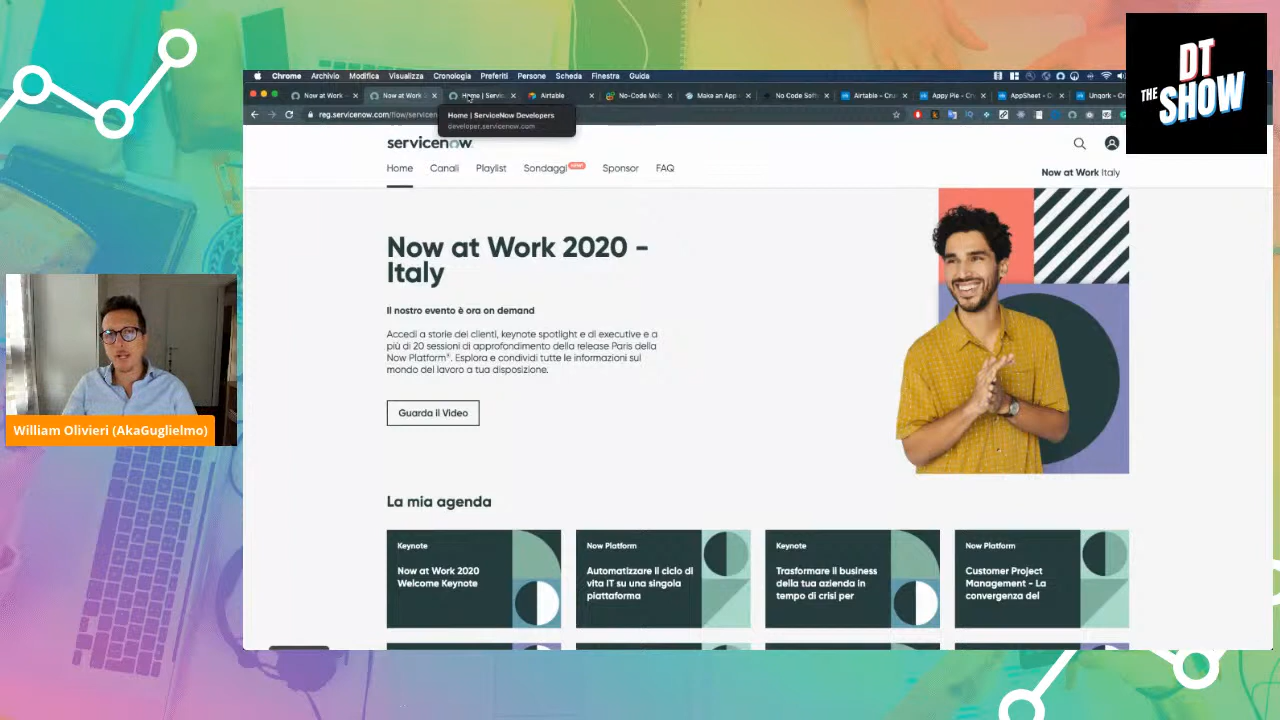 DT
THE
SHOW
Chrome Archivio Modifica Visualizza Cronologia Preferiti Persone Scheda Finestra Guida
Now at Work Now at Work Home | Servic Airtable No-Code Make an App No Code Softw Airtable - Cru Appy Pie - Cr AppSheet - C Unqork - Cru
reg.servicenow.com/flow/servicen
Home | ServiceNow Developers
developer.servicenow.com
servicenow
Home Canali Playlist Sondaggi Sponsor FAQ
Now at Work Italy
Now at Work 2020 -
Italy
Il nostro evento è ora on demand
Accedi a storie dei clienti, keynote spotlight e di executive e a
più di 20 sessioni di approfondimento della release Paris della
Now Platform®. Esplora e condividi tutte le informazioni sul
mondo del lavoro a tua disposizione.
Guarda il Video
William Olivieri (AkaGuglielmo)
La mia agenda
Keynote
Now at Work 2020
Welcome Keynote
Now Platform
Automatizzare il ciclo di
vita IT su una singola
piattaforma
Keynote
Trasformare il business
della tua azienda in
tempo di crisi per
Now Platform
Customer Project
Management - La
convergenza del